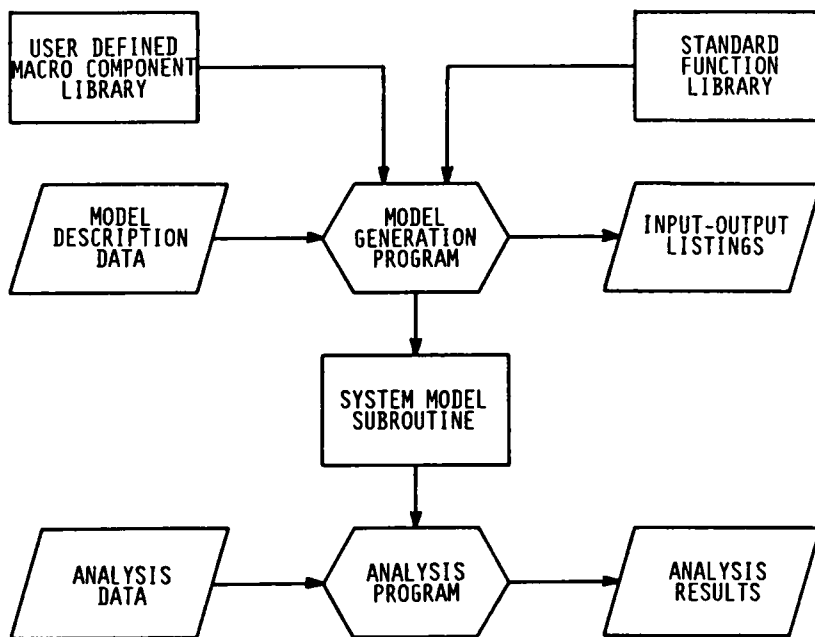 USER DEFINED
MACRO COMPONENT
LIBRARY
STANDARD
FUNCTION
LIBRARY
MODEL
DESCRIPTION
DATA
MODEL
GENERATION
PROGRAM
INPUT-OUTPUT
LISTINGS
SYSTEM MODEL
SUBROUTINE
ANALYSIS
DATA
ANALYSIS
PROGRAM
ANALYSIS
RESULTS